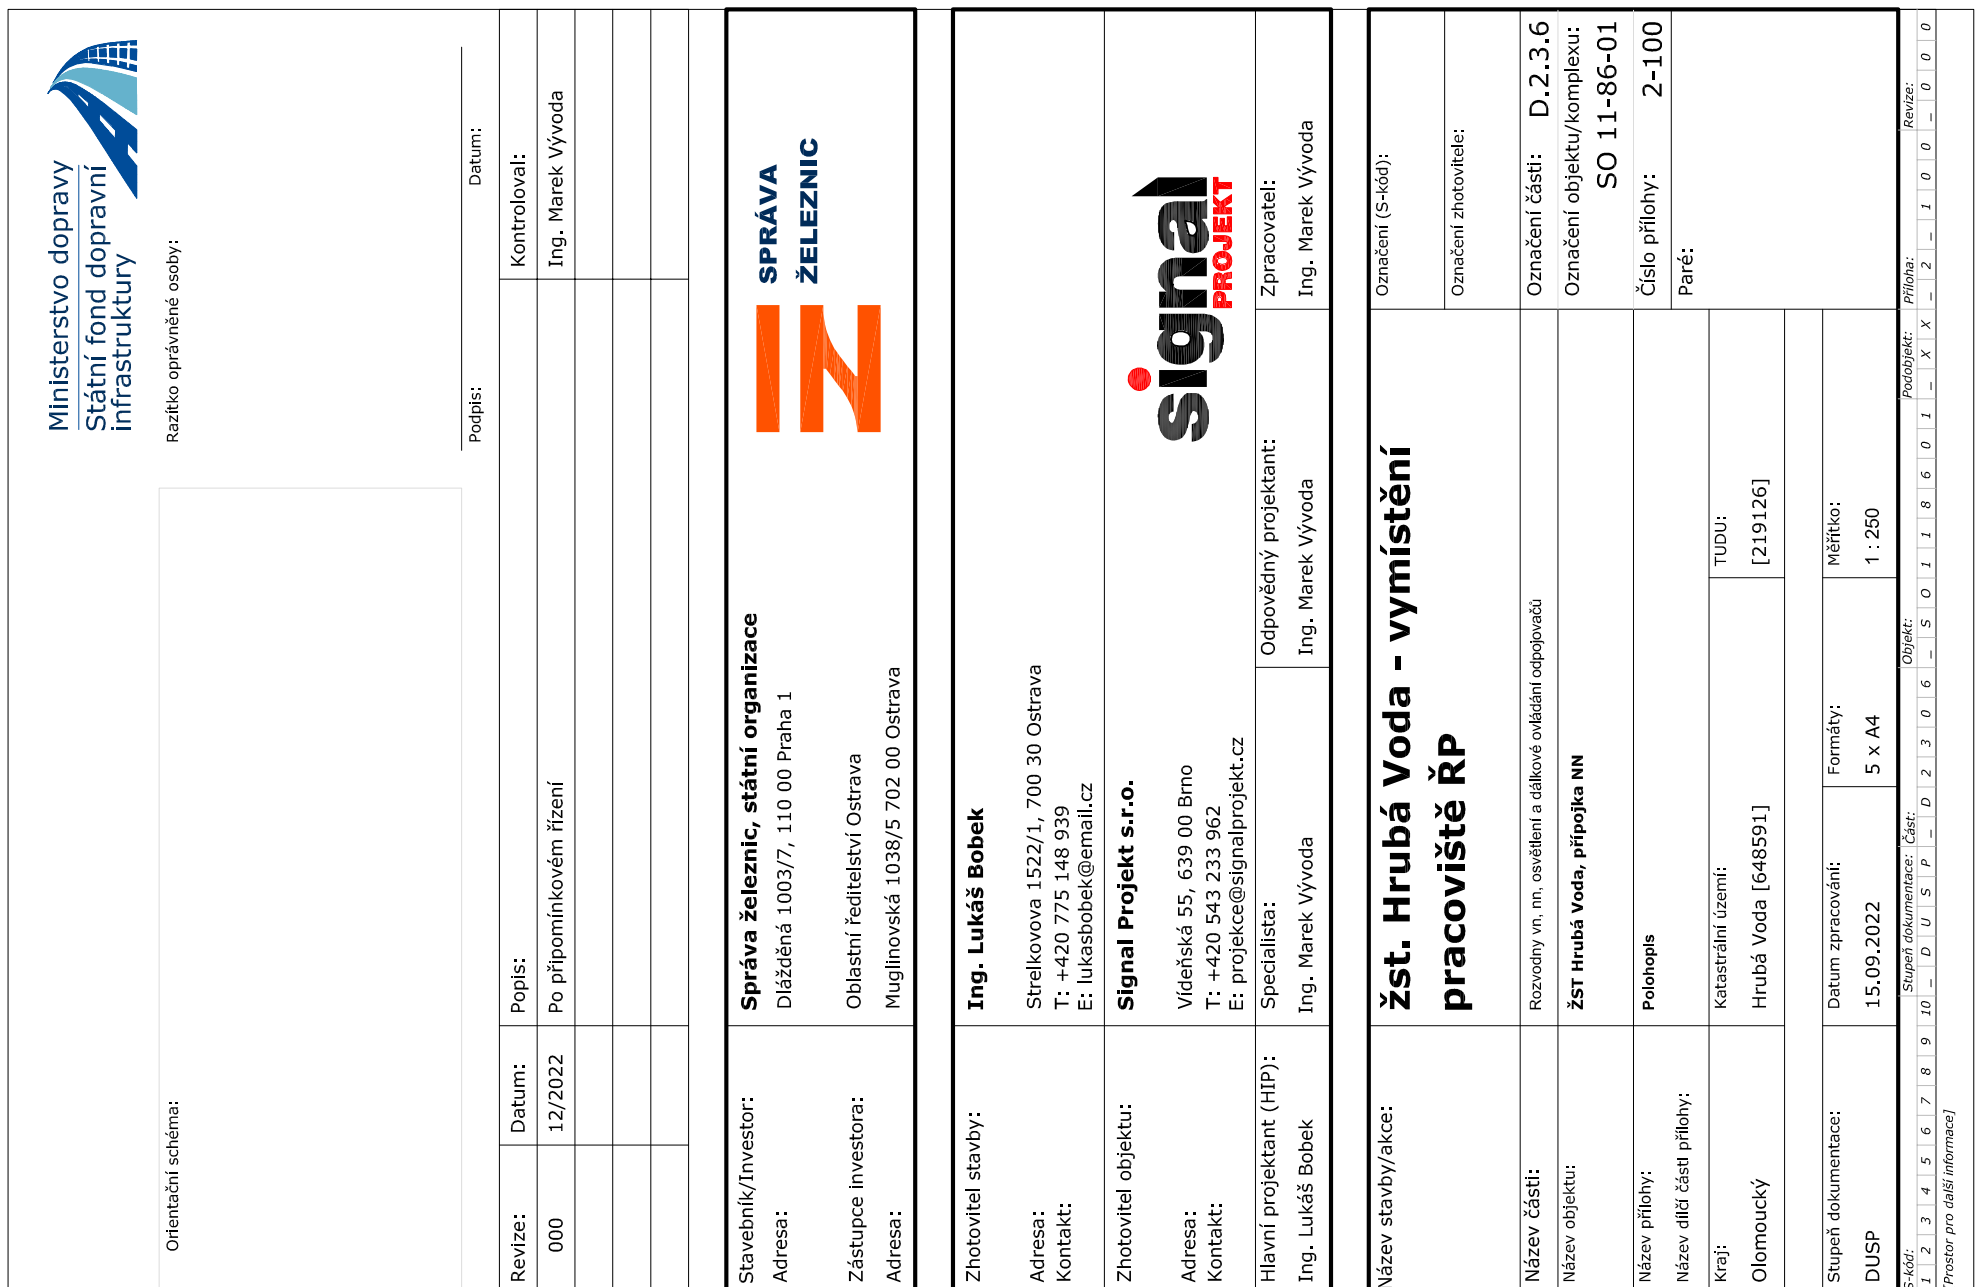 Ministerstvo dopravy
Státní fond dopravní
infrastruktury
Orientační schéma:
Razítko oprávněné osoby:
Podpis:
Datum:
Revize:
Datum:
Popis:
Kontroloval:
000
12/2022
Po připomínkovém řízení
Ing. Marek Vývoda
Stavebník/Investor:
Správa železnic, státní organizace
Adresa:
Dlážděná 1003/7, 110 00 Praha 1
Zástupce investora:
Oblastní ředitelství Ostrava
Adresa:
Muglinovská 1038/5 702 00 Ostrava
SPRÁVA
ŽELEZNIC
Zhotovitel stavby:
Ing. Lukáš Bobek
Adresa:
Strelkovova 1522/1, 700 30 Ostrava
Kontakt:
T: +420 775 148 939
E: lukasbobek@email.cz
Zhotovitel objektu:
Signal Projekt s.r.o.
Adresa:
Vídeňská 55, 639 00 Brno
Kontakt:
T: +420 543 233 962
E: projekce@signalprojekt.cz
signal
PROJEKT
Hlavní projektant (HIP):
Specialista:
Odpovědný projektant:
Zpracovatel:
Ing. Lukáš Bobek
Ing. Marek Vývoda
Ing. Marek Vývoda
Ing. Marek Vývoda
Název stavby/akce:
žst. Hrubá Voda - vymístění
pracoviště ŘP
Označení (S-kód):
Označení zhotovitele:
Název části:
Rozvodny vn, nn, osvětlení a dálkové ovládání odpojovačů
Označení části:
D.2.3.6
Název objektu:
ŽST Hrubá Voda, přípojka NN
Označení objektu/komplexu:
SO 11-86-01
Název přílohy:
Polohopis
Číslo přílohy:
2-100
Název dílčí části přílohy:
Paré:
Kraj:
Katastrální území:
TUDU:
Olomoucký
Hrubá Voda [648591]
[219126]
Stupeň dokumentace:
Datum zpracování:
Formáty:
Měřítko:
DUSP
15.09.2022
5 x A4
1 : 250
S-kód:
Stupeň dokumentace:
Část:
Objekt:
Podobjekt:
Příloha:
Revize:
1 2 3 4 5 6 7 8 9 10 – D U S P – D 2 3 0 6 – S O 1 1 8 6 0 1 – X X – 2 – 1 0 0 – 0 0 0
Prostor pro další informace]